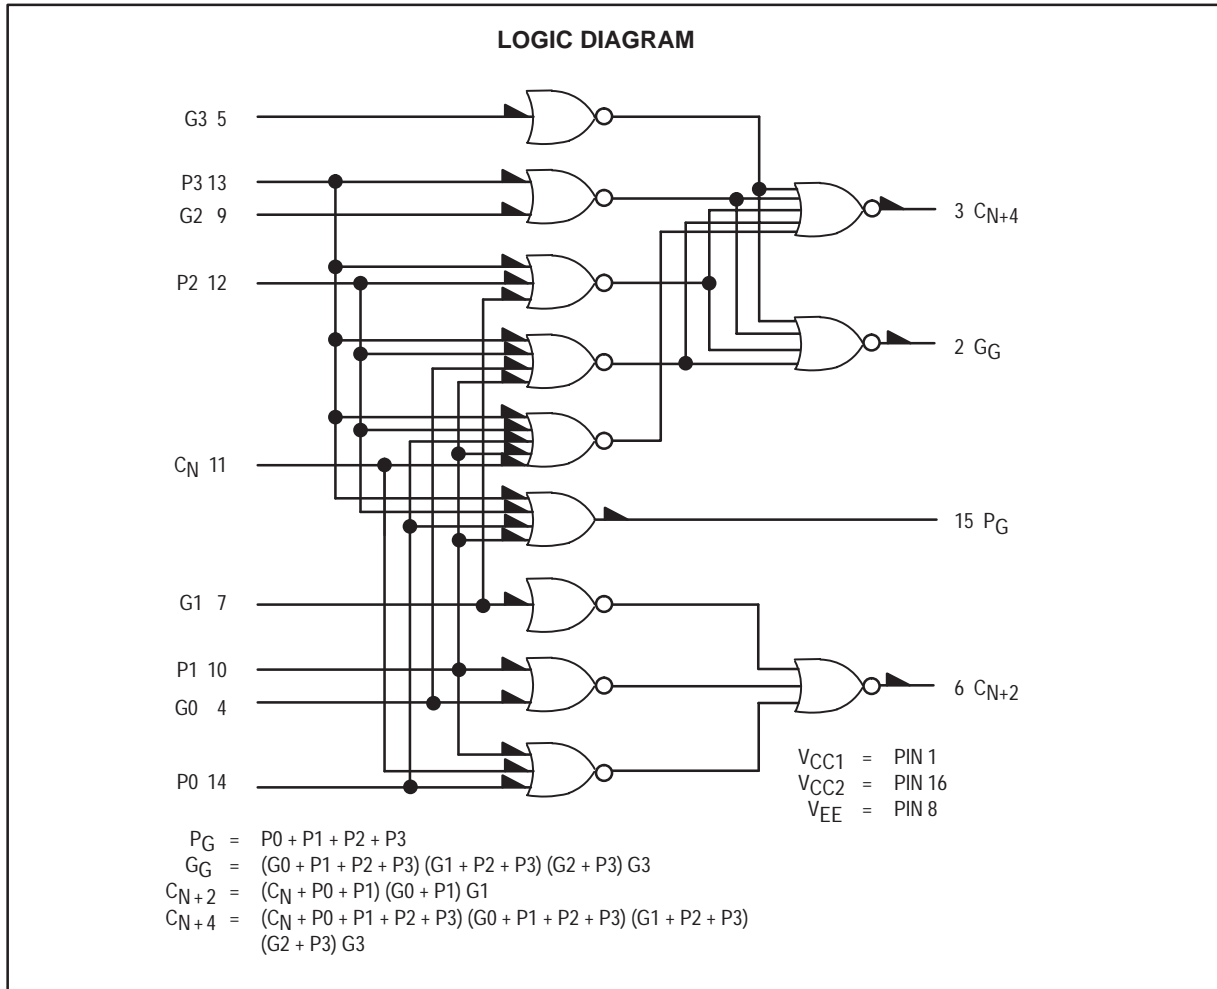 LOGIC DIAGRAM
G3 5
P3 13
G2 9
P2 12
CN 11
G1 7
P1 10
G0 4
P0 14
3 CN+4
2 GG
15 PG
6 CN+2
VCC1 = PIN 1
VCC2 = PIN 16
VEE = PIN 8
PG = P0 + P1 + P2 + P3
GG = (G0 + P1 + P2 + P3) (G1 + P2 + P3) (G2 + P3) G3
CN+2 = (CN + P0 + P1) (G0 + P1) G1
CN+4 = (CN + P0 + P1 + P2 + P3) (G0 + P1 + P2 + P3) (G1 + P2 + P3)
(G2 + P3) G3